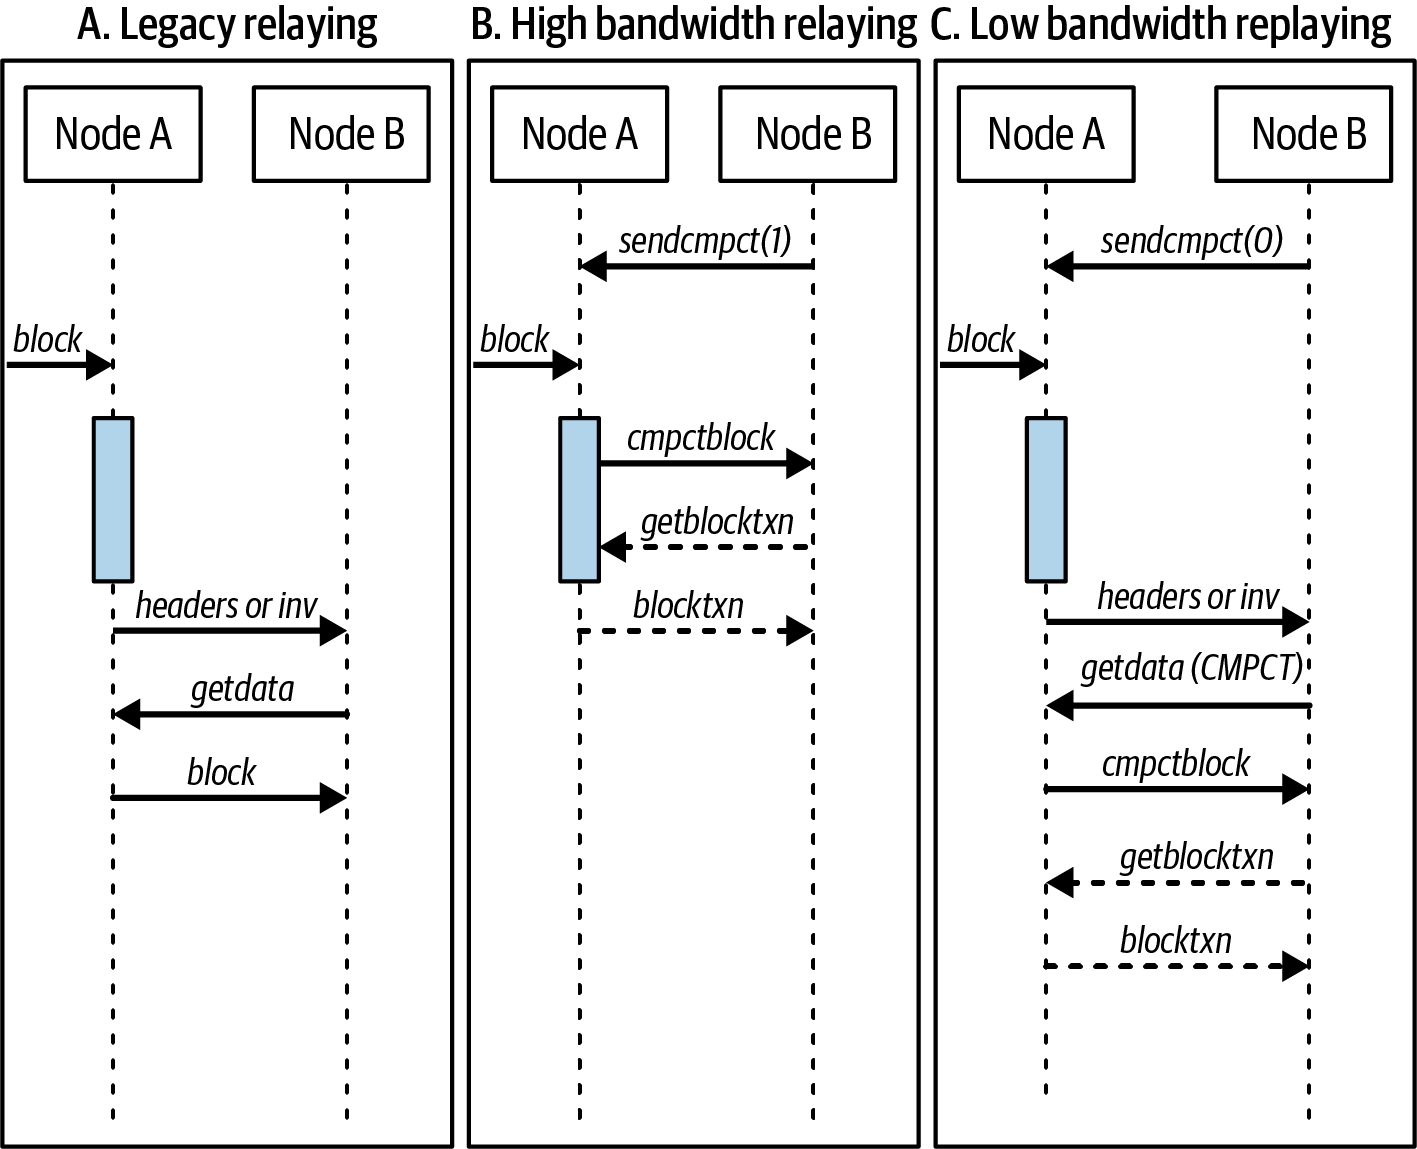 A. Legacy relaying
Node A
Node B
block
headers or inv
getdata
block
B. High bandwidth relaying
Node A
Node B
sendcmpct(1)
block
cmpctblock
getblocktxn
blocktxn
C. Low bandwidth replaying
Node A
Node B
sendcmpct(0)
block
headers or inv
getdata (CMPCT)
cmpctblock
getblocktxn
blocktxn